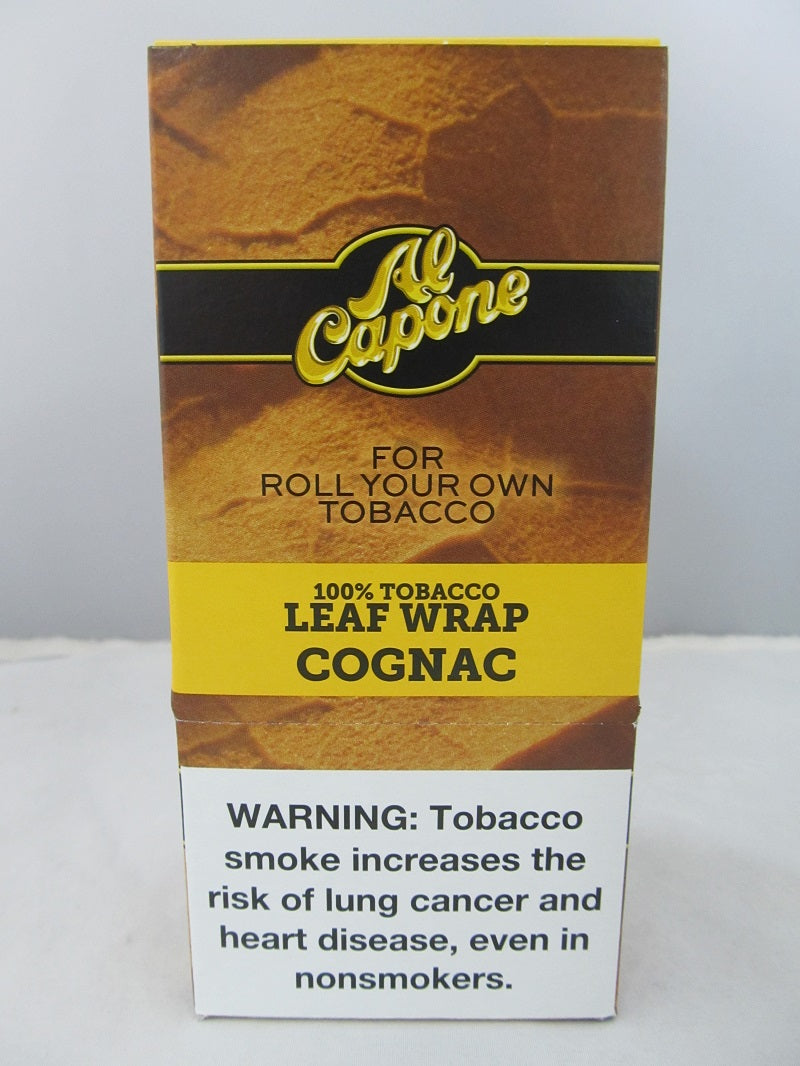 Al
Capone
FOR
ROLL YOUR OWN
TOBACCO
100% TOBACCO
LEAF WRAP
COGNAC
WARNING: Tobacco
smoke increases the
risk of lung cancer and
heart disease, even in
nonsmokers.